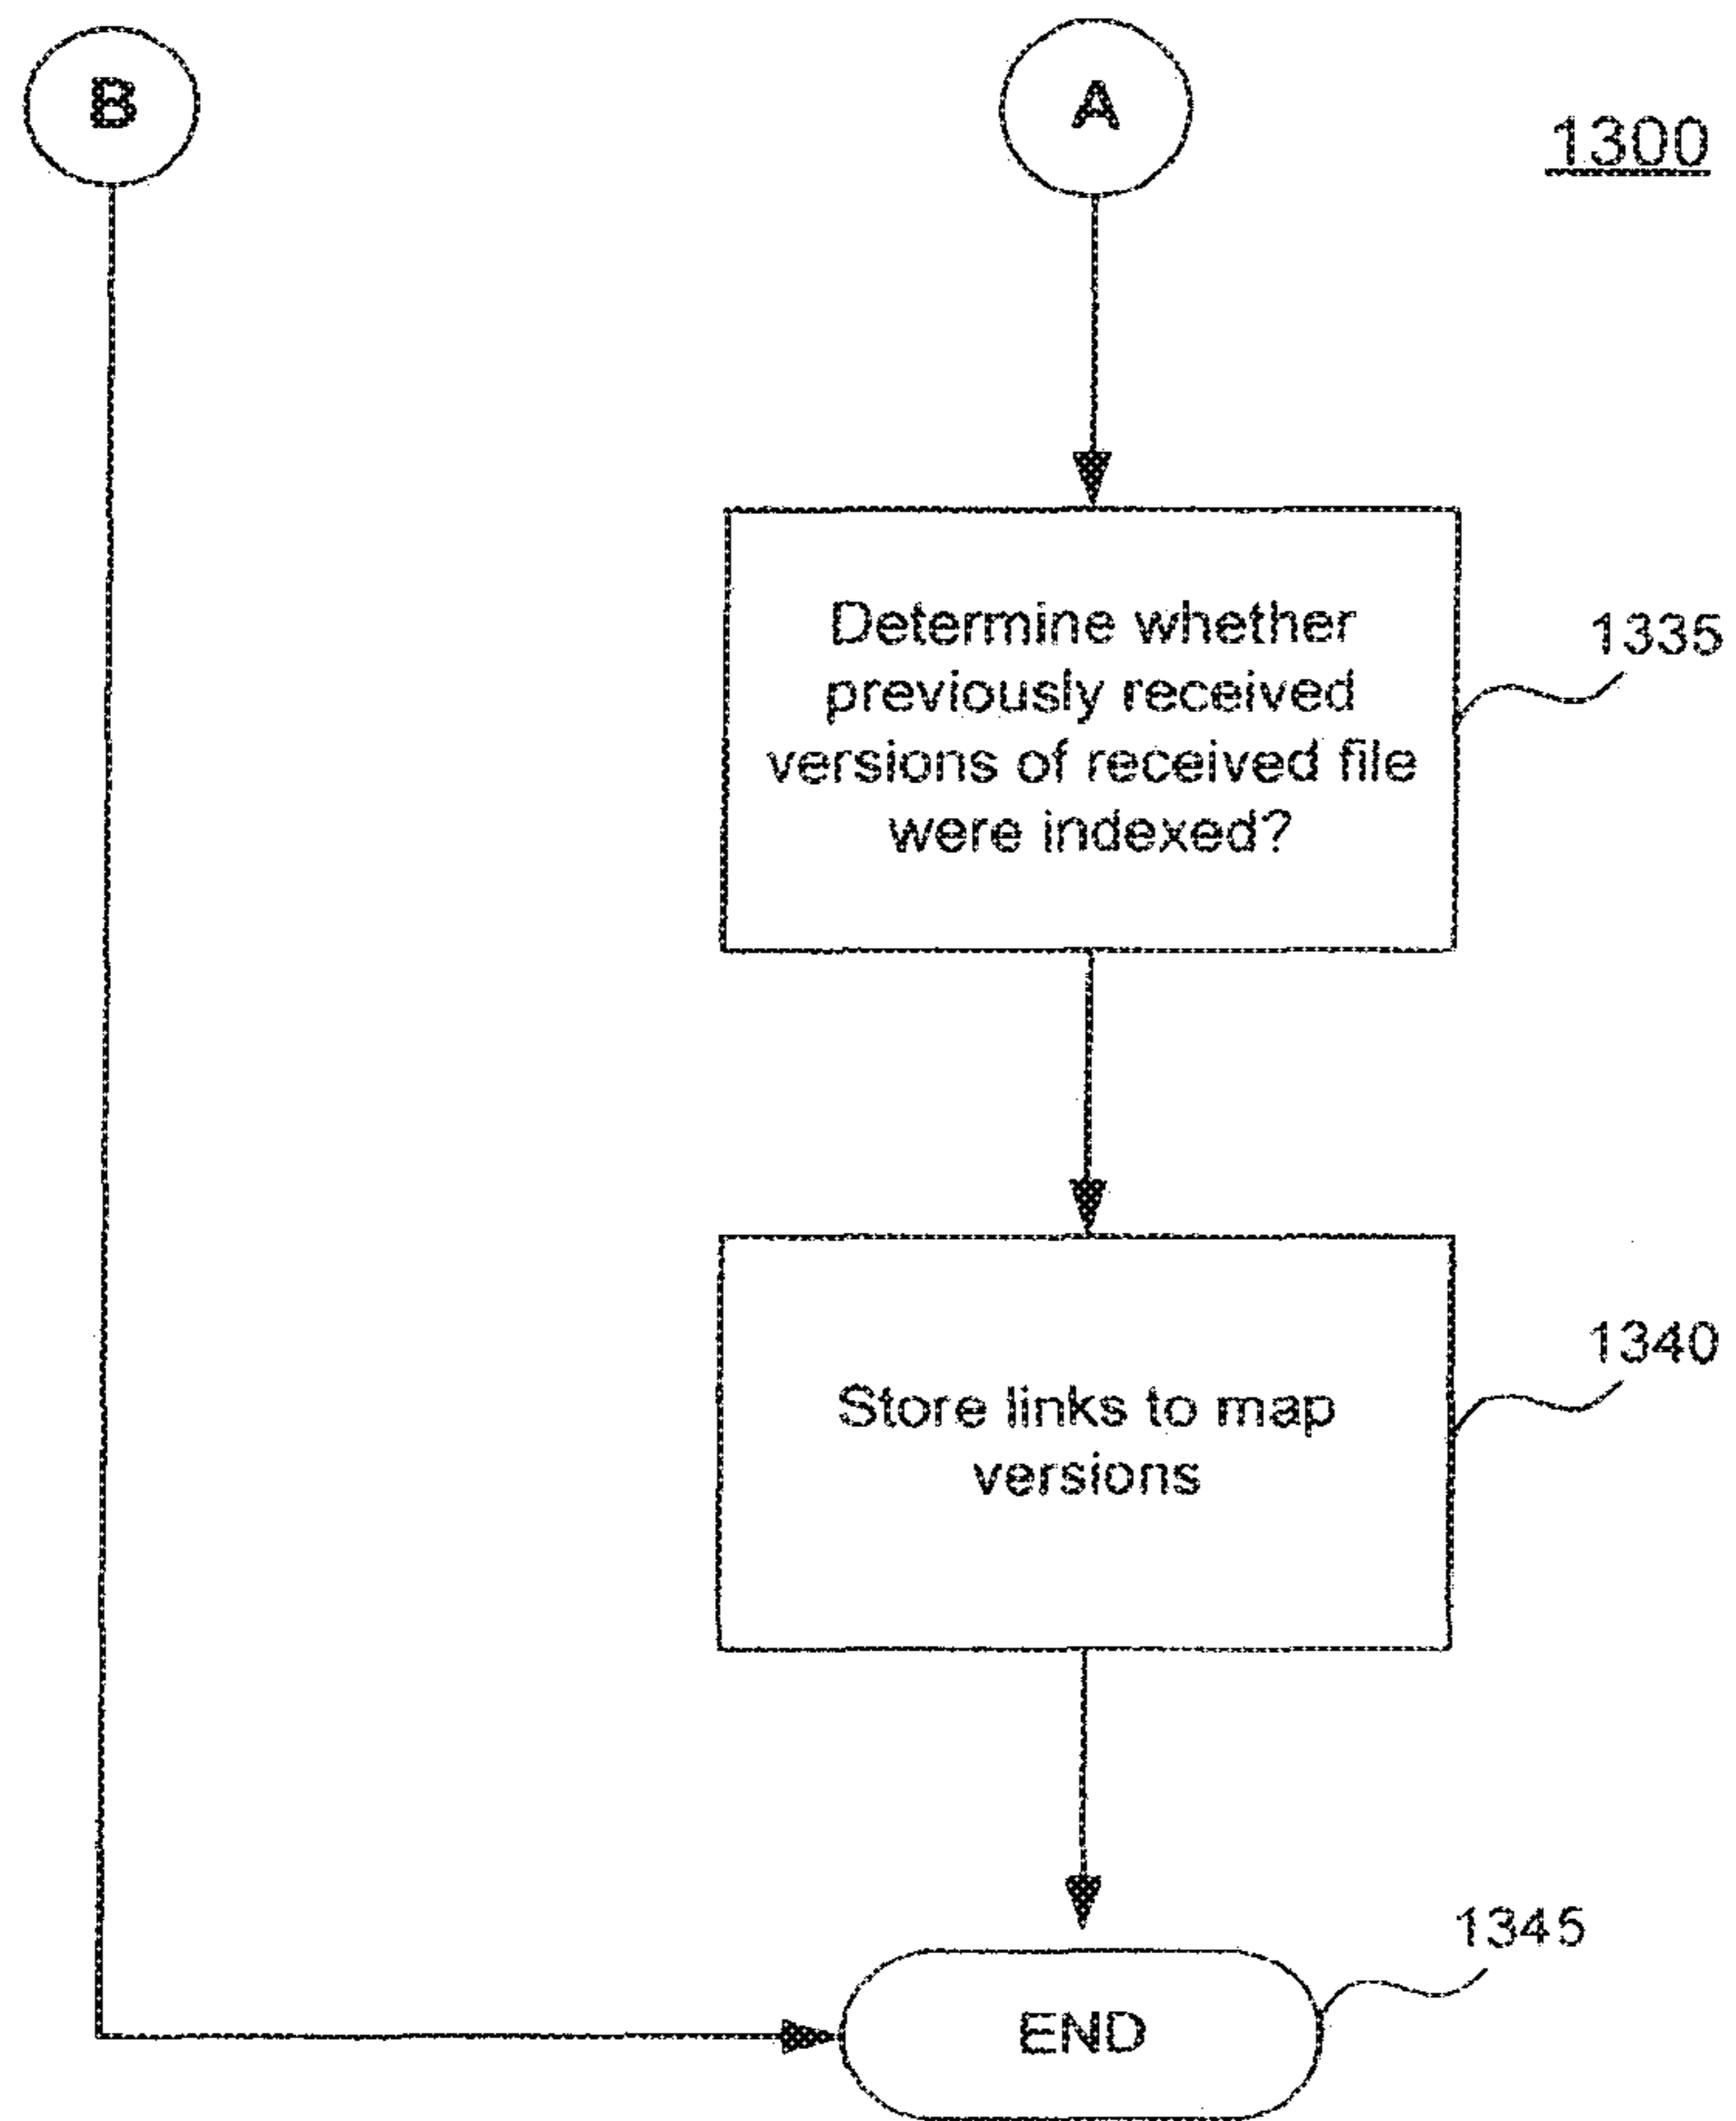 B
A
1300
Determine whether
previously received
versions of received file
were indexed?
1335
Store links to map
versions
1340
1345
END